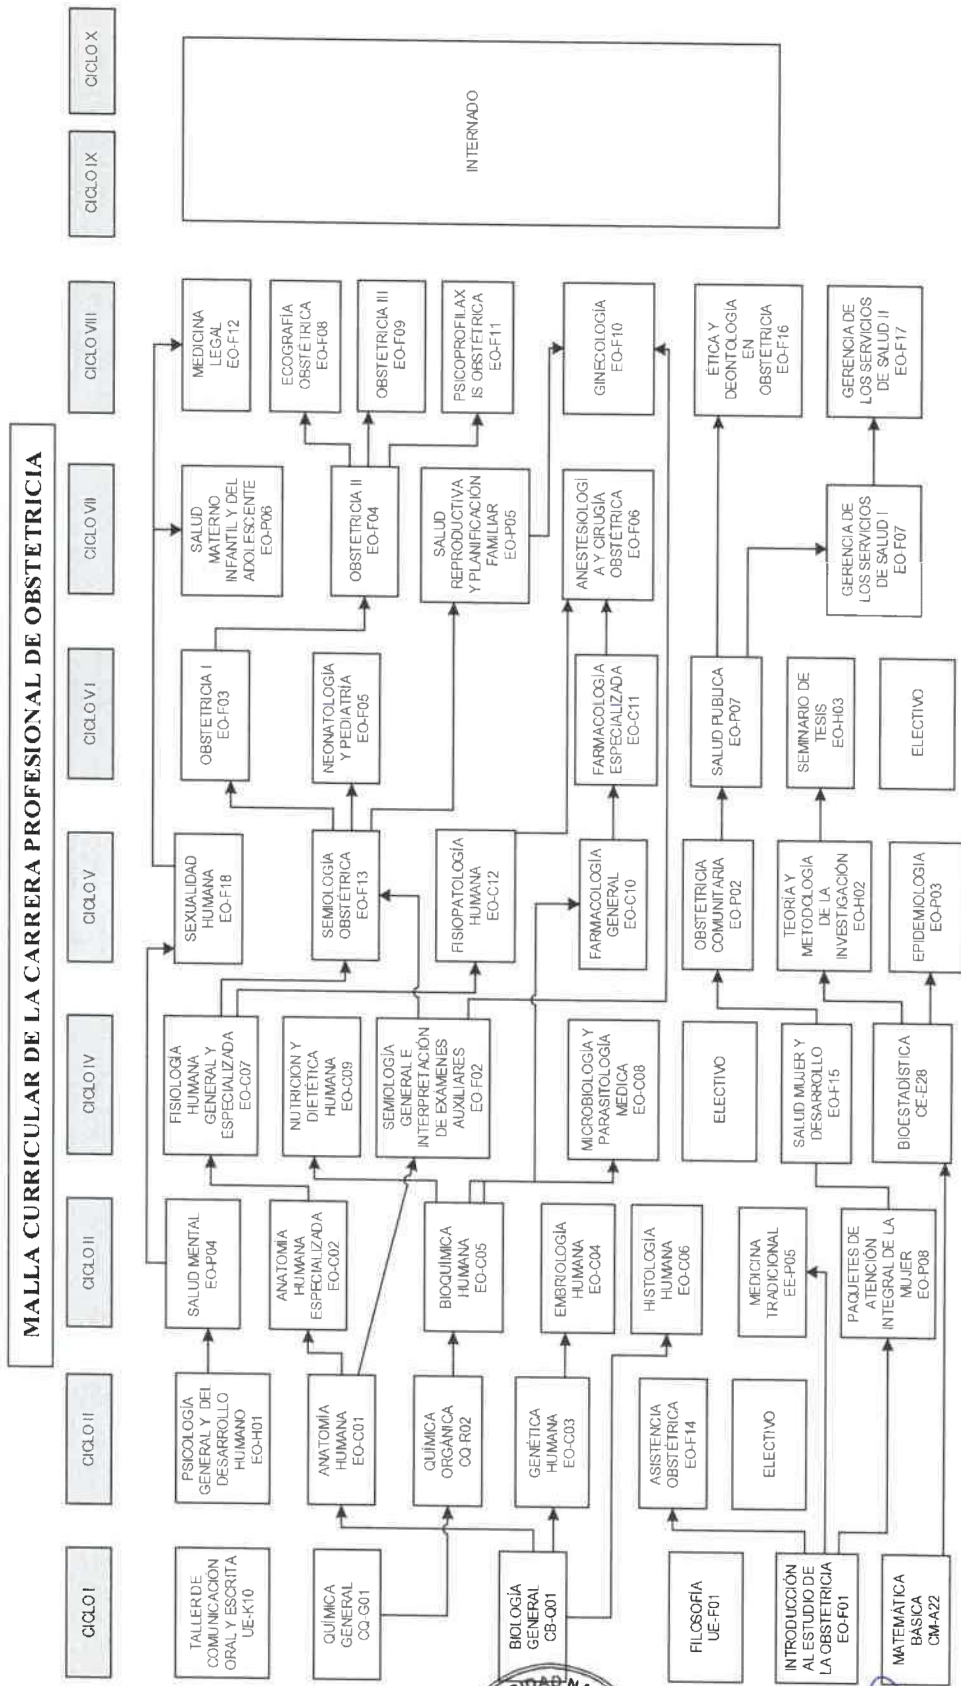 MALLA CURRICULAR DE LA CARRERA PROFESIONAL DE OBSTETRICIA
CICLO I
CICLO II
CICLO II
CICLO IV
CICLO V
CICLO VI
CICLO VII
CICLO VIII
CICLO IX
CICLO X
TALLER DE
COMUNICACIÓN
ORAL Y ESCRITA
UE-K10
QUÍMICA
GENERAL
CQ-G01
BIOLOGÍA
GENERAL
CB-Q01
FILOSOFÍA
UE-F01
INTRODUCCIÓN
AL ESTUDIO DE
LA OBSTETRICIA
EO-F01
MATEMÁTICA
BÁSICA
CM-A22
PSICOLOGÍA
GENERAL Y DEL
DESARROLLO
HUMANO
EO-H01
ANATOMÍA
HUMANA
EO-C01
QUÍMICA
ORGÁNICA
CQ-R02
GENÉTICA
HUMANA
EO-C03
ASISTENCIA
OBSTÉTRICA
EO-F14
ELECTIVO
SALUD MENTAL
EO-P04
ANATOMÍA
HUMANA
ESPECIALIZADA
EO-C02
BIOQUÍMICA
HUMANA
EO-C05
EMBRIOLOGÍA
HUMANA
EO-C04
HISTOLOGÍA
HUMANA
EO-C06
MEDICINA
TRADICIONAL
EE-P05
PAQUETES DE
ATENCIÓN
INTEGRAL DE LA
MUJER
EO-P08
FISIOLOGIA
HUMANA
GENERAL Y
ESPECIALIZADA
EO-C07
NUTRICIÓN Y
DIETÉTICA
HUMANA
EO-C09
SEMIOLOGÍA
GENERAL E
INTERPRETACIÓN
DE EXÁMENES
AUXILIARES
EO-F02
MICROBIOLOGÍA Y
PARASITOLOGÍA
MEDICA
EO-C08
ELECTIVO
SALUD MUJER Y
DESARROLLO
EO-F15
BIOESTADÍSTICA
CE-E28
SEXUALIDAD
HUMANA
EO-F18
SEMIOLOGÍA
OBSTÉTRICA
EO-F13
FISIOPATOLOGÍA
HUMANA
EO-C12
FARMACOLOGÍA
GENERAL
EO-C10
OBSTETRICIA
COMUNITARIA
EO-P02
TEORÍA Y
METODOLOGÍA
DE LA
INVESTIGACIÓN
EO-H02
EPIDEMIOLOGIA
EO-P03
OBSTETRICIA I
EO-F03
NEONATOLOGÍA
Y PEDIATRÍA
EO-F05
FARMACOLOGÍA
ESPECIALIZADA
EO-C11
SALUD PUBLICA
EO-P07
SEMINARIO DE
TESIS
EO-H03
ELECTIVO
SALUD
MATERNO
INFANTIL Y DEL
ADOLESCENTE
EO-P06
OBSTETRICA II
EO-F04
SALUD
REPRODUCTIVA
Y PLANIFICACIÓN
FAMILIAR
EO-P05
ANESTESIOLOGÍ
A Y CIRUGÍA
OBSTÉTRICA
EO-F06
GERENCIA DE
LOS SERVICIOS
DE SALUD I
EO-F07
MEDICINA
LEGAL
EO-F12
ECOGRAFÍA
OBSTÉTRICA
EO-F08
OBSTETRICIA III
EO-F09
PSICOPROFILAX
IS OBSTÉTRICA
EO-F11
GINECOLOGÍA
EO-F10
ÉTICA Y
DEONTOLOGÍA
EN
OBSTETRICIA
EO-F16
GERENCIA DE
LOS SERVICIOS
DE SALUD II
EO-F17
INTERNADO